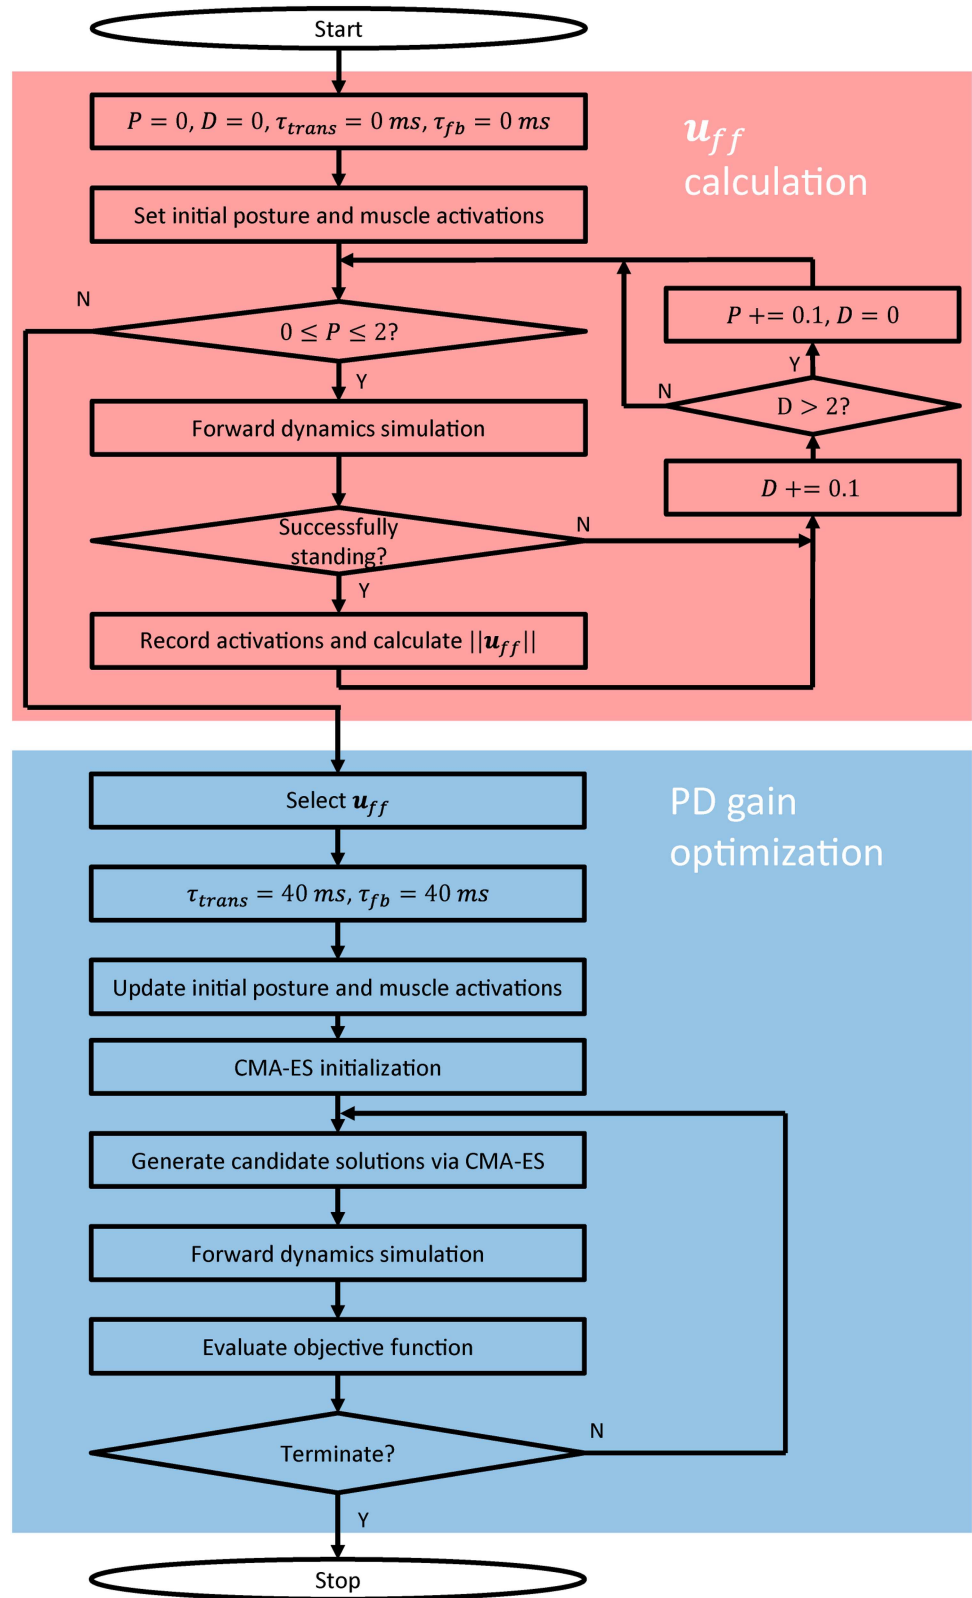 Start
P = 0, D = 0, τ_trans = 0 ms, τ_fb = 0 ms
u_ff
calculation
Set initial posture and muscle activations
N
0 ≤ P ≤ 2?
P += 0.1, D = 0
Y
Y
N
D > 2?
Forward dynamics simulation
D += 0.1
Successfully
standing?
N
Y
Record activations and calculate ||u_ff||
Select u_ff
PD gain
optimization
τ_trans = 40 ms, τ_fb = 40 ms
Update initial posture and muscle activations
CMA-ES initialization
Generate candidate solutions via CMA-ES
Forward dynamics simulation
Evaluate objective function
Terminate?
N
Y
Stop